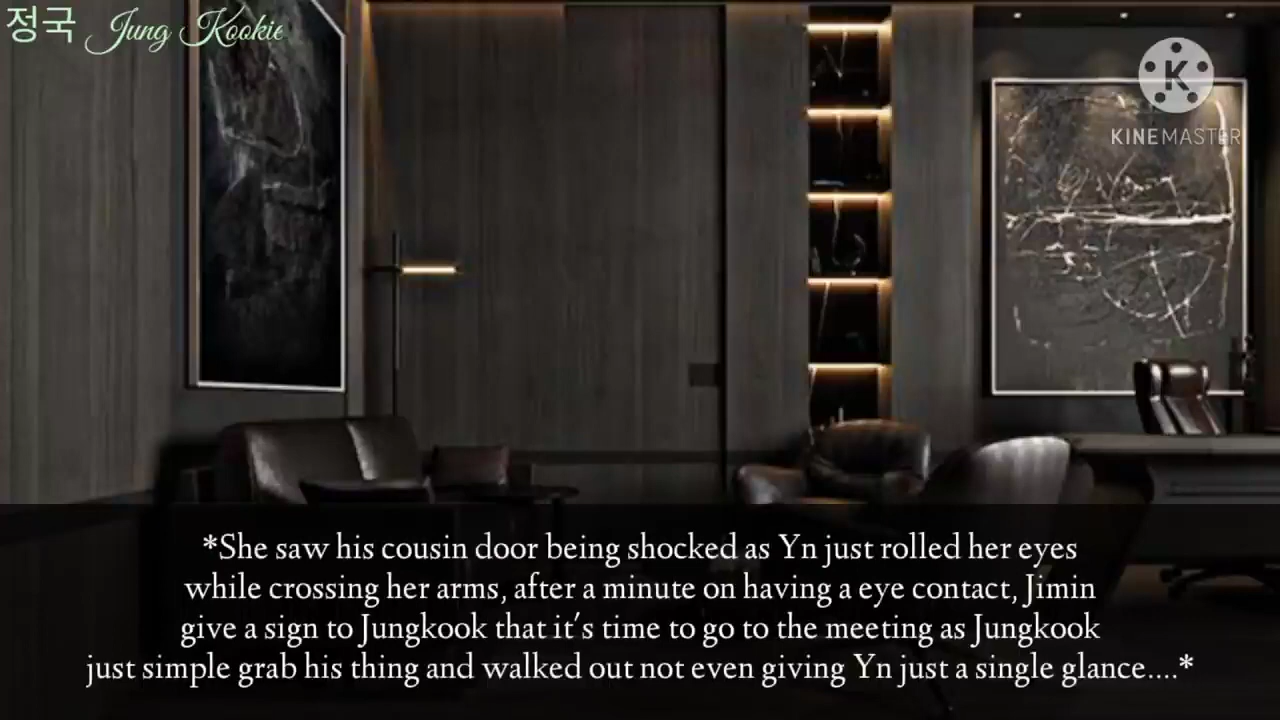 정국 Jung Kookie
KINEMASTER
*She saw his cousin door being shocked as Yn just rolled her eyes
while crossing her arms, after a minute on having a eye contact, Jimin
give a sign to Jungkook that it's time to go to the meeting as Jungkook
just simple grab his thing and walked out not even giving Yn just a single glance....*